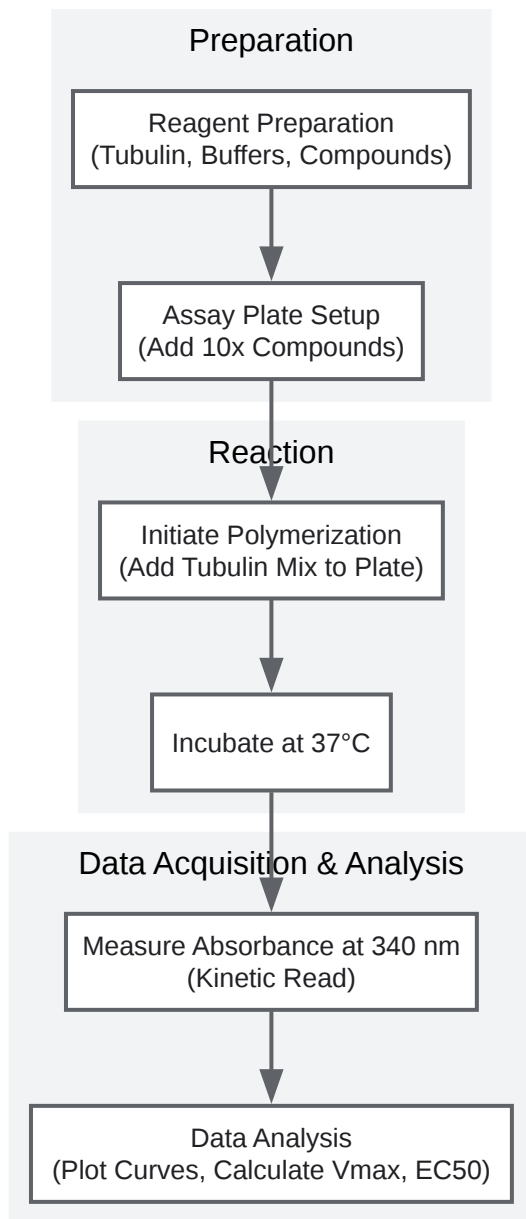 Preparation
Reagent Preparation
(Tubulin, Buffers, Compounds)
Assay Plate Setup
(Add 10x Compounds)
Reaction
Initiate Polymerization
(Add Tubulin Mix to Plate)
Incubate at 37°C
Data Acquisition & Analysis
Measure Absorbance at 340 nm
(Kinetic Read)
Data Analysis
(Plot Curves, Calculate Vmax, EC50)